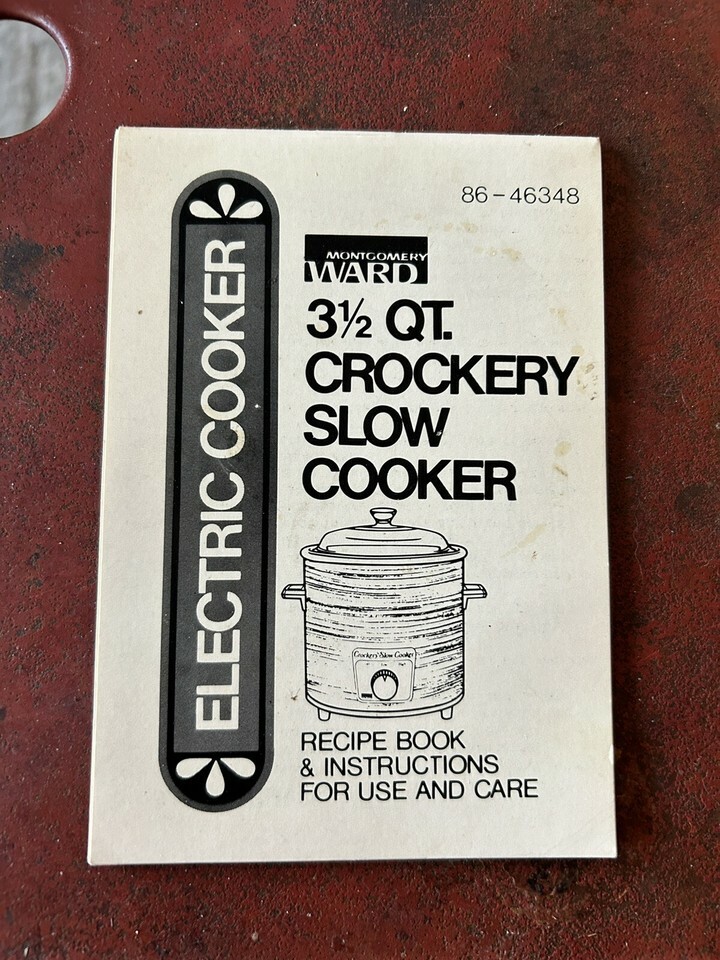 86-46348
ELECTRIC COOKER
MONTGOMERY
WARD
3½ QT.
CROCKERY
SLOW
COOKER
Crockery Slow Cooker
RECIPE BOOK
& INSTRUCTIONS
FOR USE AND CARE